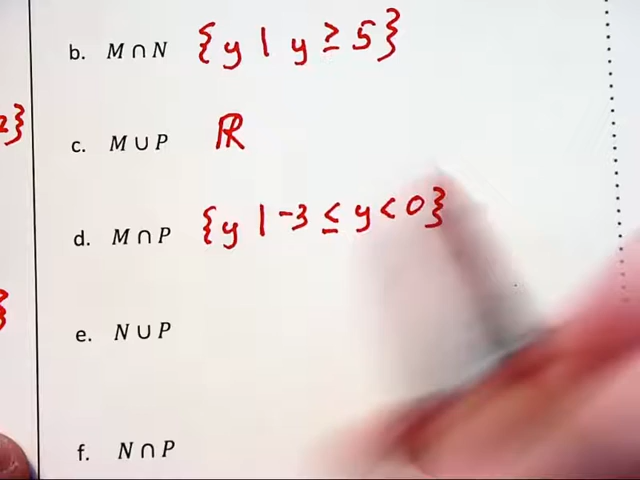 b. M ∩ N {y | y ≥ 5}
c. M ∪ P ℝ
d. M ∩ P {y | -3 ≤ y < 0}
e. N ∪ P
f. N ∩ P